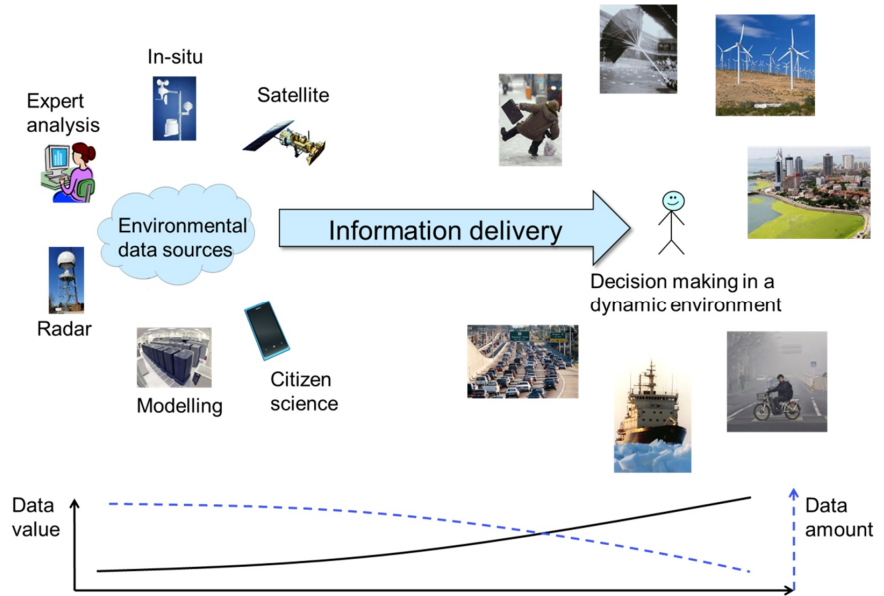 In-situ
Satellite
Expert
analysis
Environmental
data sources
Information delivery
Decision making in a
dynamic environment
Radar
Modelling
Citizen
science
Data
value
Data
amount